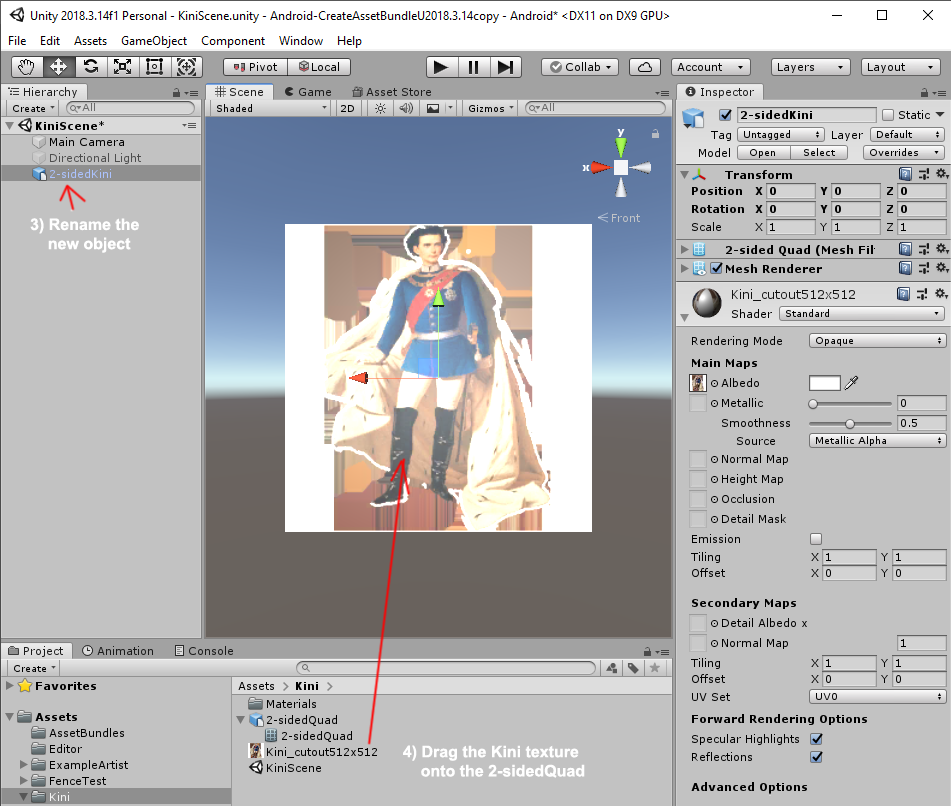 Unity 2018.3.14f1 Personal - KiniScene.unity - Android-CreateAssetBundleU2018.3.14copy - Android* <DX11 on DX9 GPU>
File Edit Assets GameObject Component Window Help
Pivot Local Collab Account Layers Layout
Hierarchy
Create All
KiniScene*
Main Camera
Directional Light
2-sidedKini
3) Rename the
new object
Scene Game Asset Store
Shaded 2D Gizmos All
y
x
Front
Inspector
2-sidedKini Static
Tag Untagged Layer Default
Model Open Select Overrides
Transform
Position X 0 Y 0 Z 0
Rotation X 0 Y 0 Z 0
Scale X 1 Y 1 Z 1
2-sided Quad (Mesh Fil
Mesh Renderer
Kini_cutout512x512
Shader Standard
Rendering Mode Opaque
Main Maps
Albedo
Metallic 0
Smoothness 0.5
Source Metallic Alpha
Normal Map
Height Map
Occlusion
Detail Mask
Emission
Tiling X 1 Y 1
Offset X 0 Y 0
Secondary Maps
Detail Albedo x
Normal Map 1
Tiling X 1 Y 1
Offset X 0 Y 0
UV Set UV0
Forward Rendering Options
Specular Highlights
Reflections
Advanced Options
Project Animation Console
Create
Favorites
Assets
AssetBundles
Editor
ExampleArtist
FenceTest
Kini
Assets > Kini >
Materials
2-sidedQuad
2-sidedQuad
Kini_cutout512x512
KiniScene
4) Drag the Kini texture
onto the 2-sidedQuad